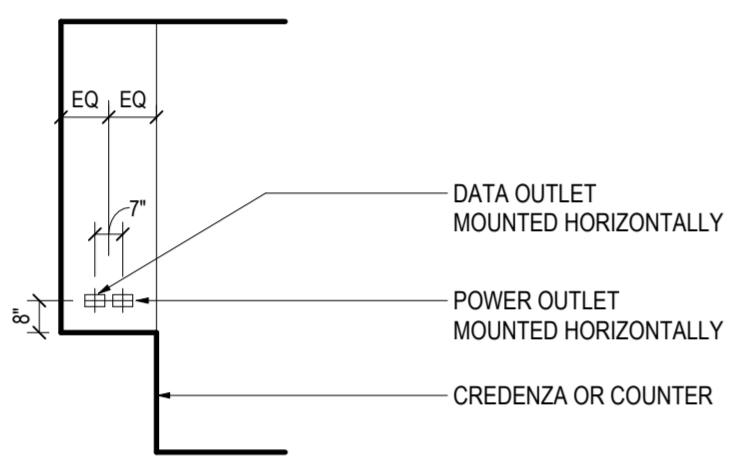 EQ EQ
7"
8"
DATA OUTLET
MOUNTED HORIZONTALLY
POWER OUTLET
MOUNTED HORIZONTALLY
CREDENZA OR COUNTER